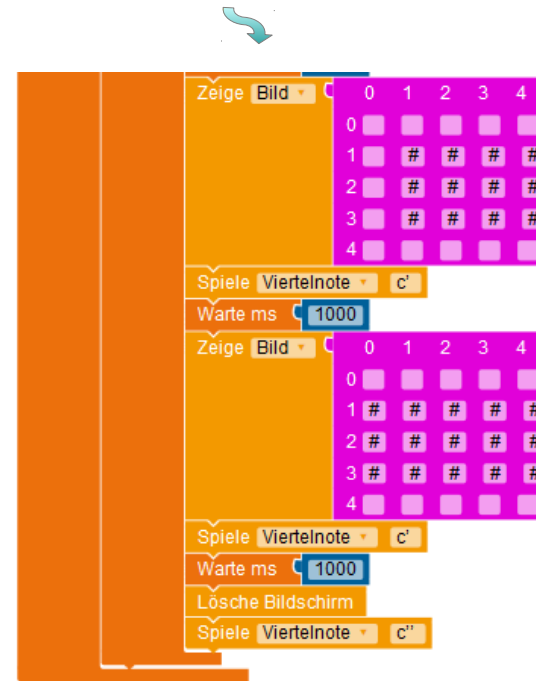 Zeige Bild 0 1 2 3 4
0
1 # # # #
2 # # # #
3 # # # #
4
Spiele Viertelnote c'
Warte ms 1000
Zeige Bild 0 1 2 3 4
0
1 # # # # #
2 # # # # #
3 # # # # #
4
Spiele Viertelnote c'
Warte ms 1000
Lösche Bildschirm
Spiele Viertelnote c''